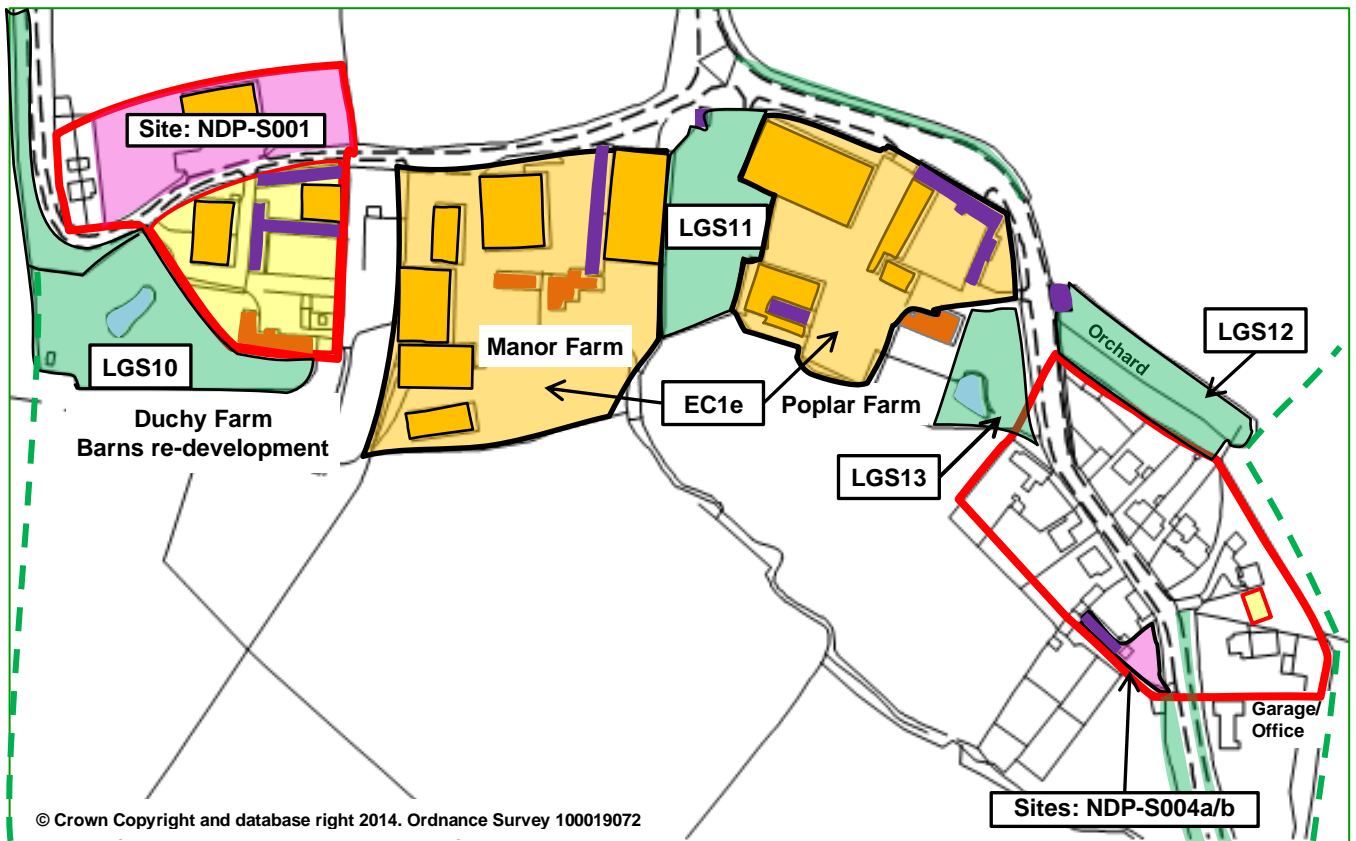 Site: NDP-S001
LGS11
LGS12
Orchard
Manor Farm
LGS10
EC1e
Poplar Farm
Duchy Farm
Barns re-development
LGS13
Garage/
Office
Sites: NDP-S004a/b
© Crown Copyright and database right 2014. Ordnance Survey 100019072